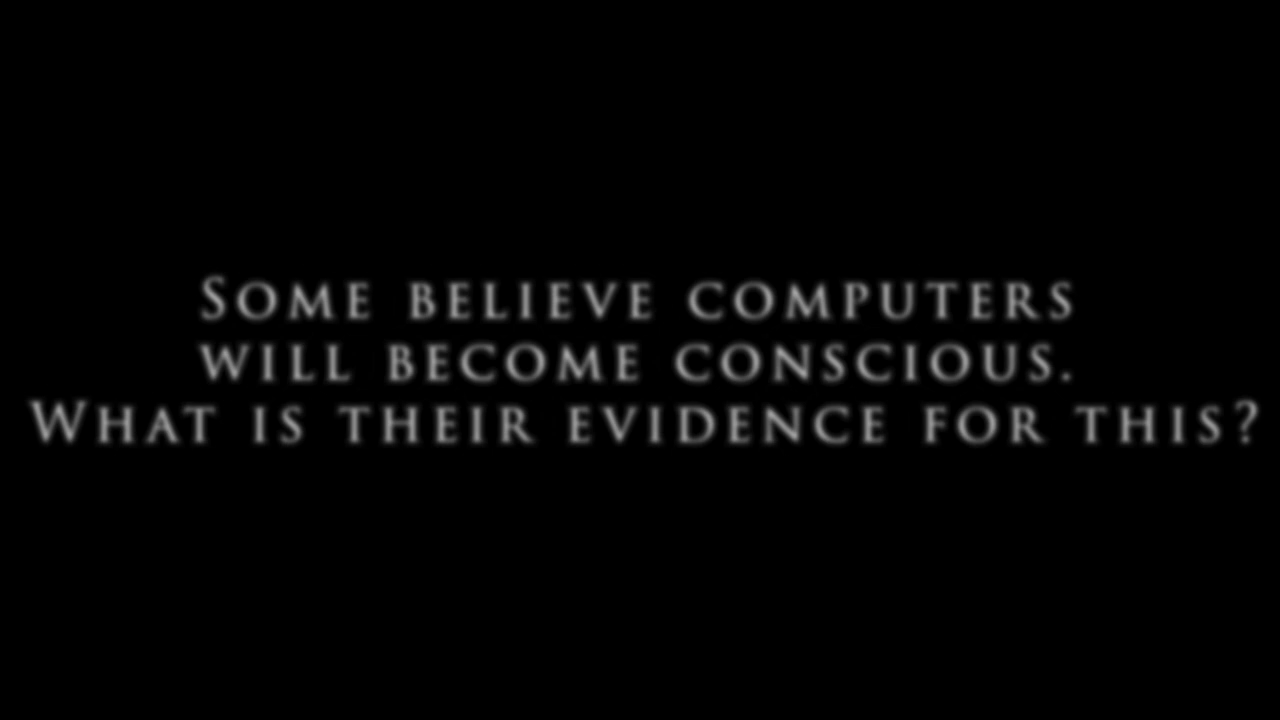 Some believe computers
will become conscious.
What is their evidence for this?